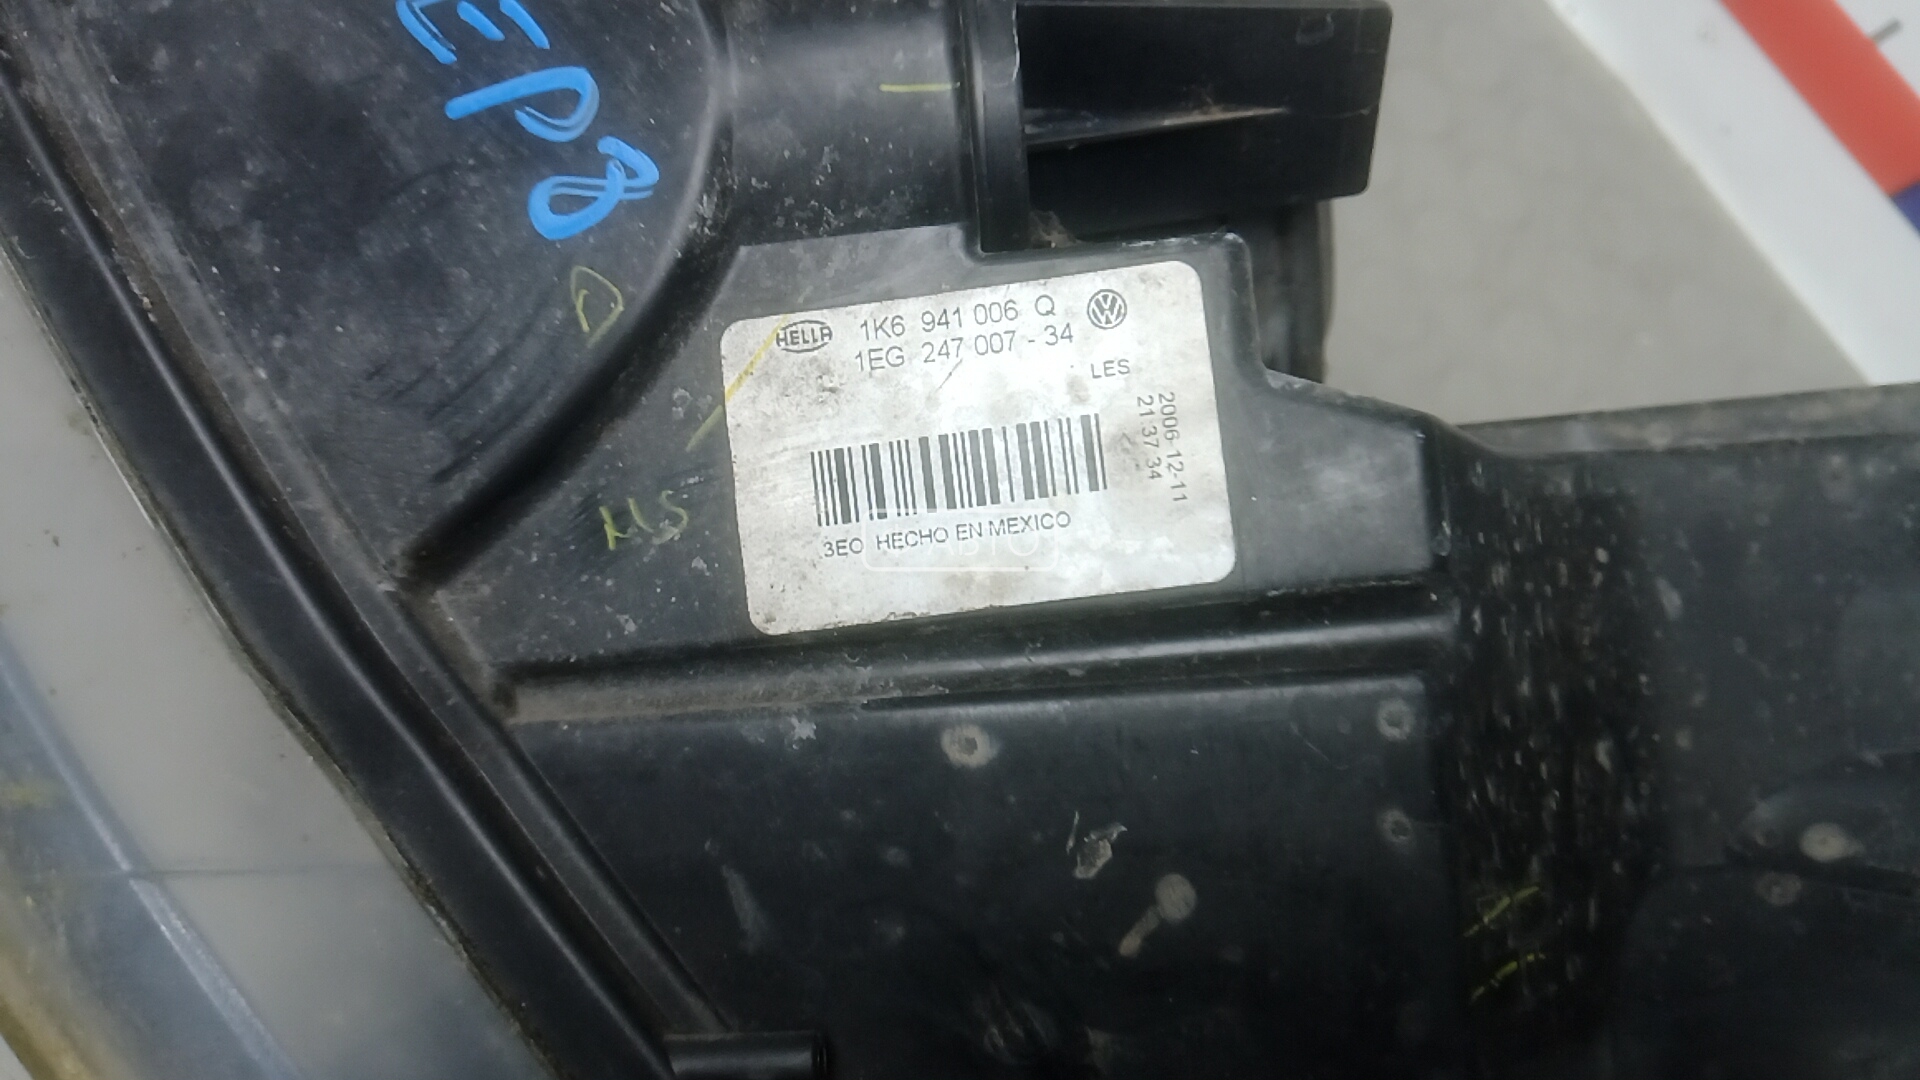 EP8
D
HELLA 1K6 941 006 Q
1EG 247 007 - 34
LES
2006-12-11
21:37:34
3EO HECHO EN MEXICO
АВТО